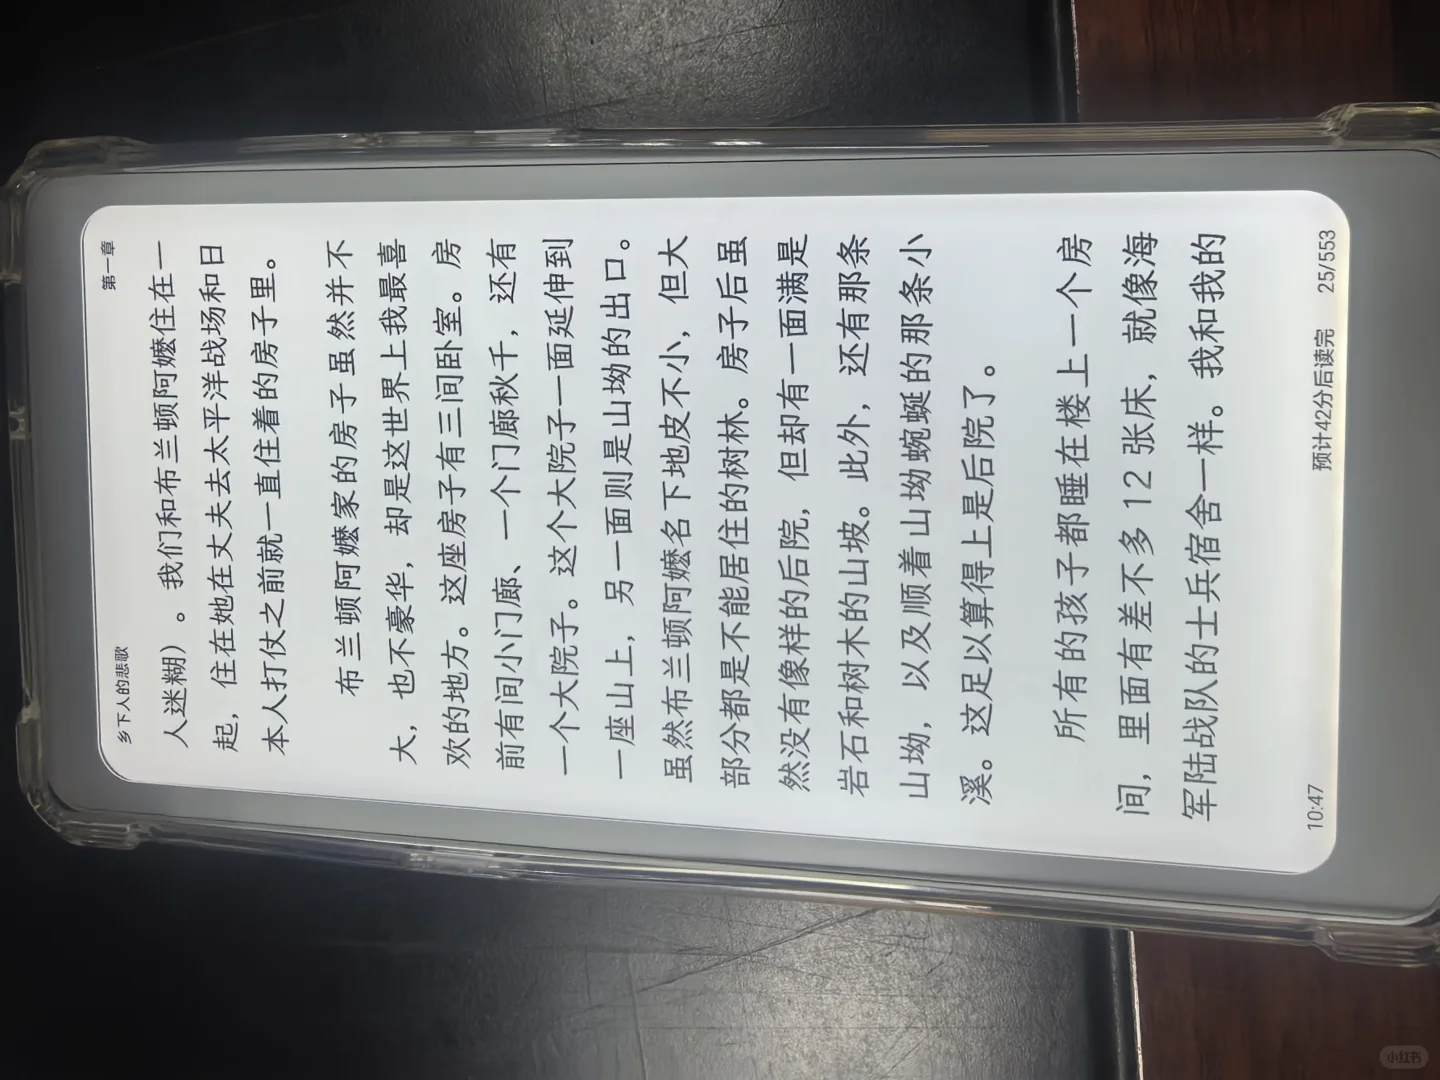 乡下人的悲歌
第一章
人迷糊）。我们和布兰顿阿嬷住在一
起，住在她在丈夫去太平洋战场和日
本人打仗之前就一直住着的房子里。
布兰顿阿嬷家的房子虽然并不
大，也不豪华，却是这世界上我最喜
欢的地方。这座房子有三间卧室。房
前有间小门廊、一个门廊秋千，还有
一个大院子。这个大院子一面延伸到
一座山上，另一面则是山坳的出口。
虽然布兰顿阿嬷名下地皮不小，但大
部分都是不能居住的树林。房子后虽
然没有像样的后院，但却有一面满是
岩石和树木的山坡。此外，还有那条
山坳，以及顺着山坳蜿蜒的那条小
溪。这足以算得上是后院了。
所有的孩子都睡在楼上一个房
间，里面有差不多 12 张床，就像海
军陆战队的士兵宿舍一样。我和我的
10:47
预计42分后读完
25/553
小红书